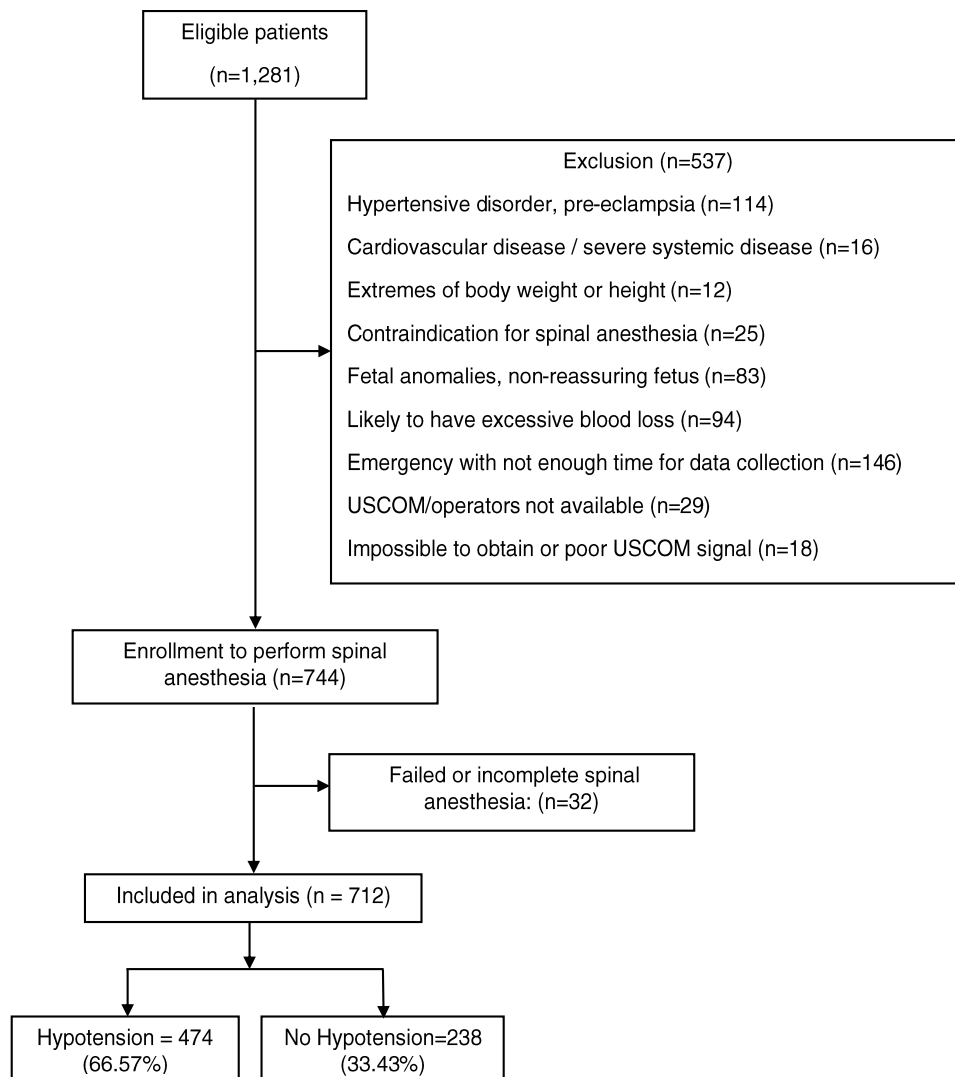 Eligible patients
(n=1,281)
Exclusion (n=537)
Hypertensive disorder, pre-eclampsia (n=114)
Cardiovascular disease / severe systemic disease (n=16)
Extremes of body weight or height (n=12)
Contraindication for spinal anesthesia (n=25)
Fetal anomalies, non-reassuring fetus (n=83)
Likely to have excessive blood loss (n=94)
Emergency with not enough time for data collection (n=146)
USCOM/operators not available (n=29)
Impossible to obtain or poor USCOM signal (n=18)
Enrollment to perform spinal
anesthesia (n=744)
Failed or incomplete spinal
anesthesia: (n=32)
Included in analysis (n = 712)
Hypotension = 474
(66.57%)
No Hypotension=238
(33.43%)